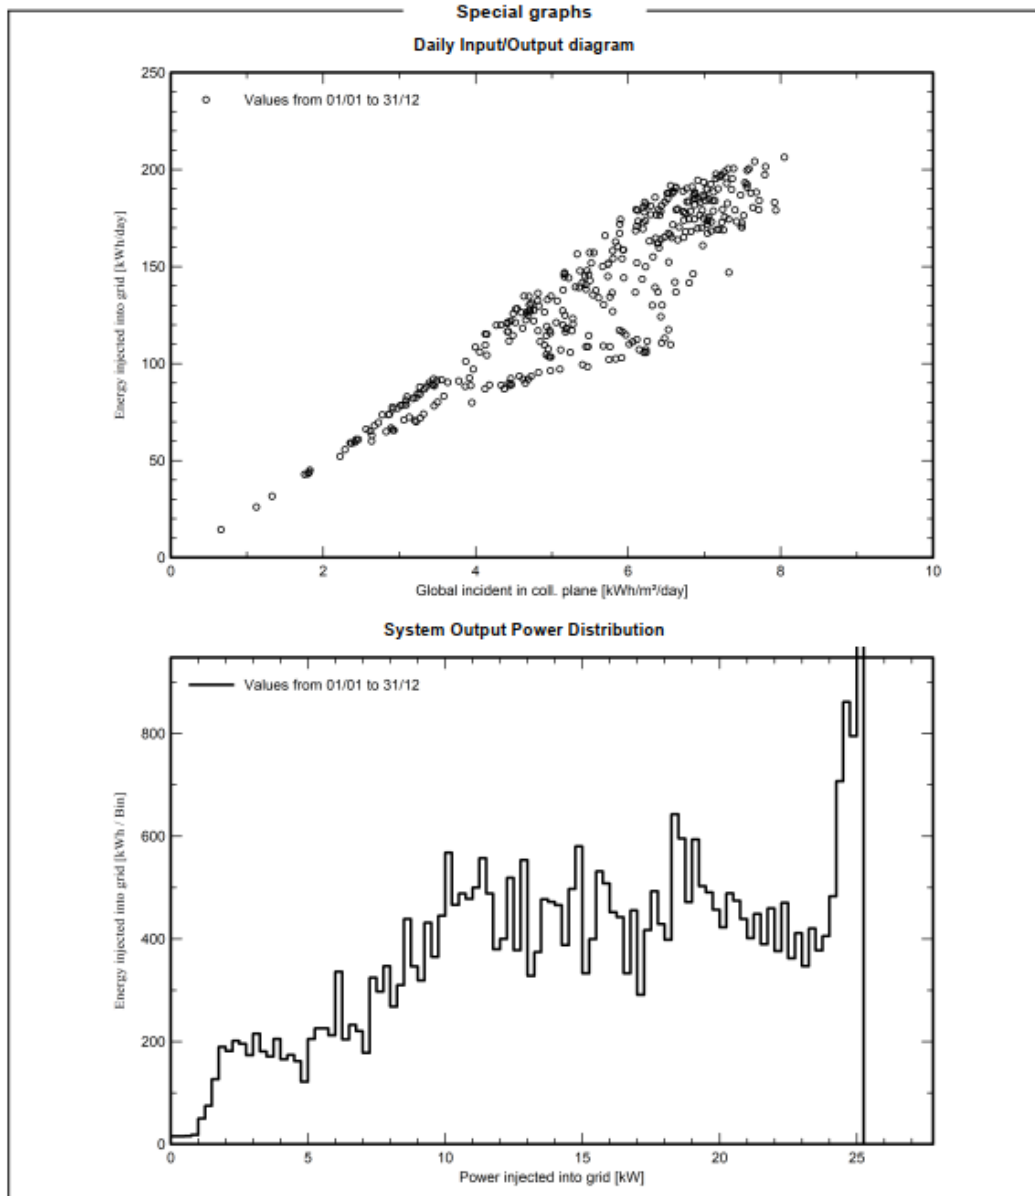 Special graphs
Daily Input/Output diagram
250
200
150
100
50
0
Values from 01/01 to 31/12
Energy injected into grid [kWh/day]
0 2 4 6 8 10
Global incident in coll. plane [kWh/m²/day]
System Output Power Distribution
Values from 01/01 to 31/12
800
600
400
200
0
Energy injected into grid [kWh / Bin]
0 5 10 15 20 25
Power injected into grid [kW]